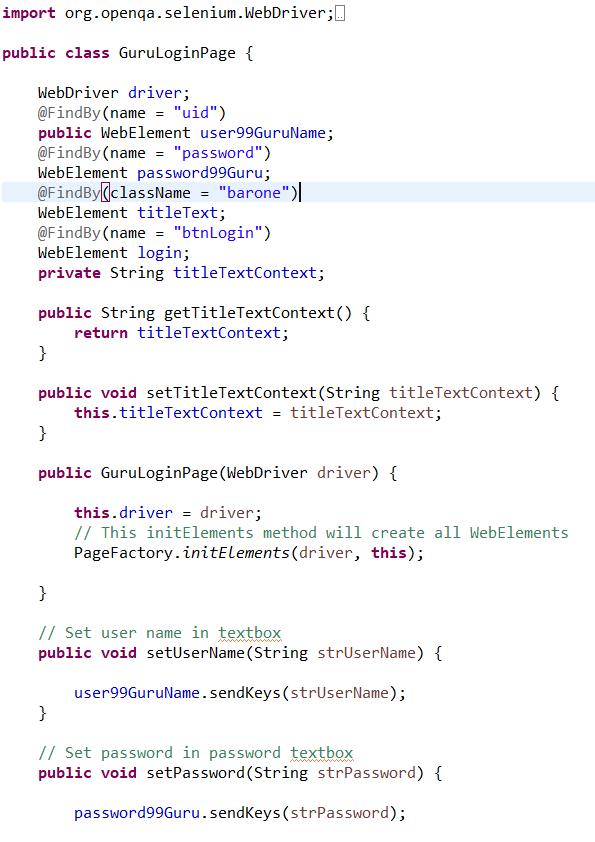 import org.openqa.selenium.WebDriver;
public class GuruLoginPage {
WebDriver driver;
@FindBy(name = "uid")
public WebElement user99GuruName;
@FindBy(name = "password")
WebElement password99Guru;
@FindBy(className = "barone")
WebElement titleText;
@FindBy(name = "btnLogin")
WebElement login;
private String titleTextContext;
public String getTitleTextContext() {
return titleTextContext;
}
public void setTitleTextContext(String titleTextContext) {
this.titleTextContext = titleTextContext;
}
public GuruLoginPage(WebDriver driver) {
this.driver = driver;
// This initElements method will create all WebElements
PageFactory.initElements(driver, this);
}
// Set user name in textbox
public void setUserName(String strUserName) {
user99GuruName.sendKeys(strUserName);
}
// Set password in password textbox
public void setPassword(String strPassword) {
password99Guru.sendKeys(strPassword);